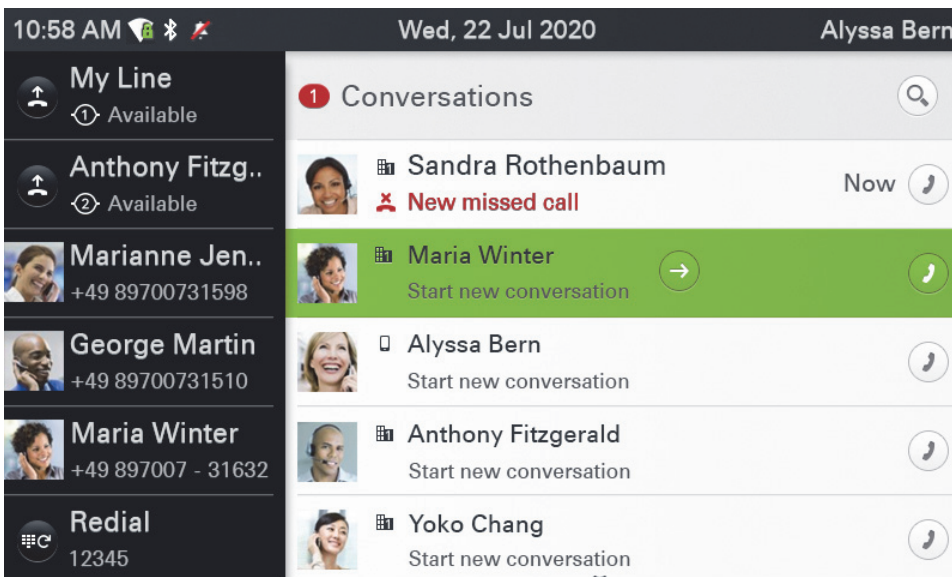 10:58 AM
Wed, 22 Jul 2020
Alyssa Bern
My Line
1 Available
Anthony Fitzg..
2 Available
Marianne Jen..
+49 89700731598
George Martin
+49 89700731510
Maria Winter
+49 897007 - 31632
Redial
12345
1 Conversations
Sandra Rothenbaum
New missed call
Now
Maria Winter
Start new conversation
Alyssa Bern
Start new conversation
Anthony Fitzgerald
Start new conversation
Yoko Chang
Start new conversation